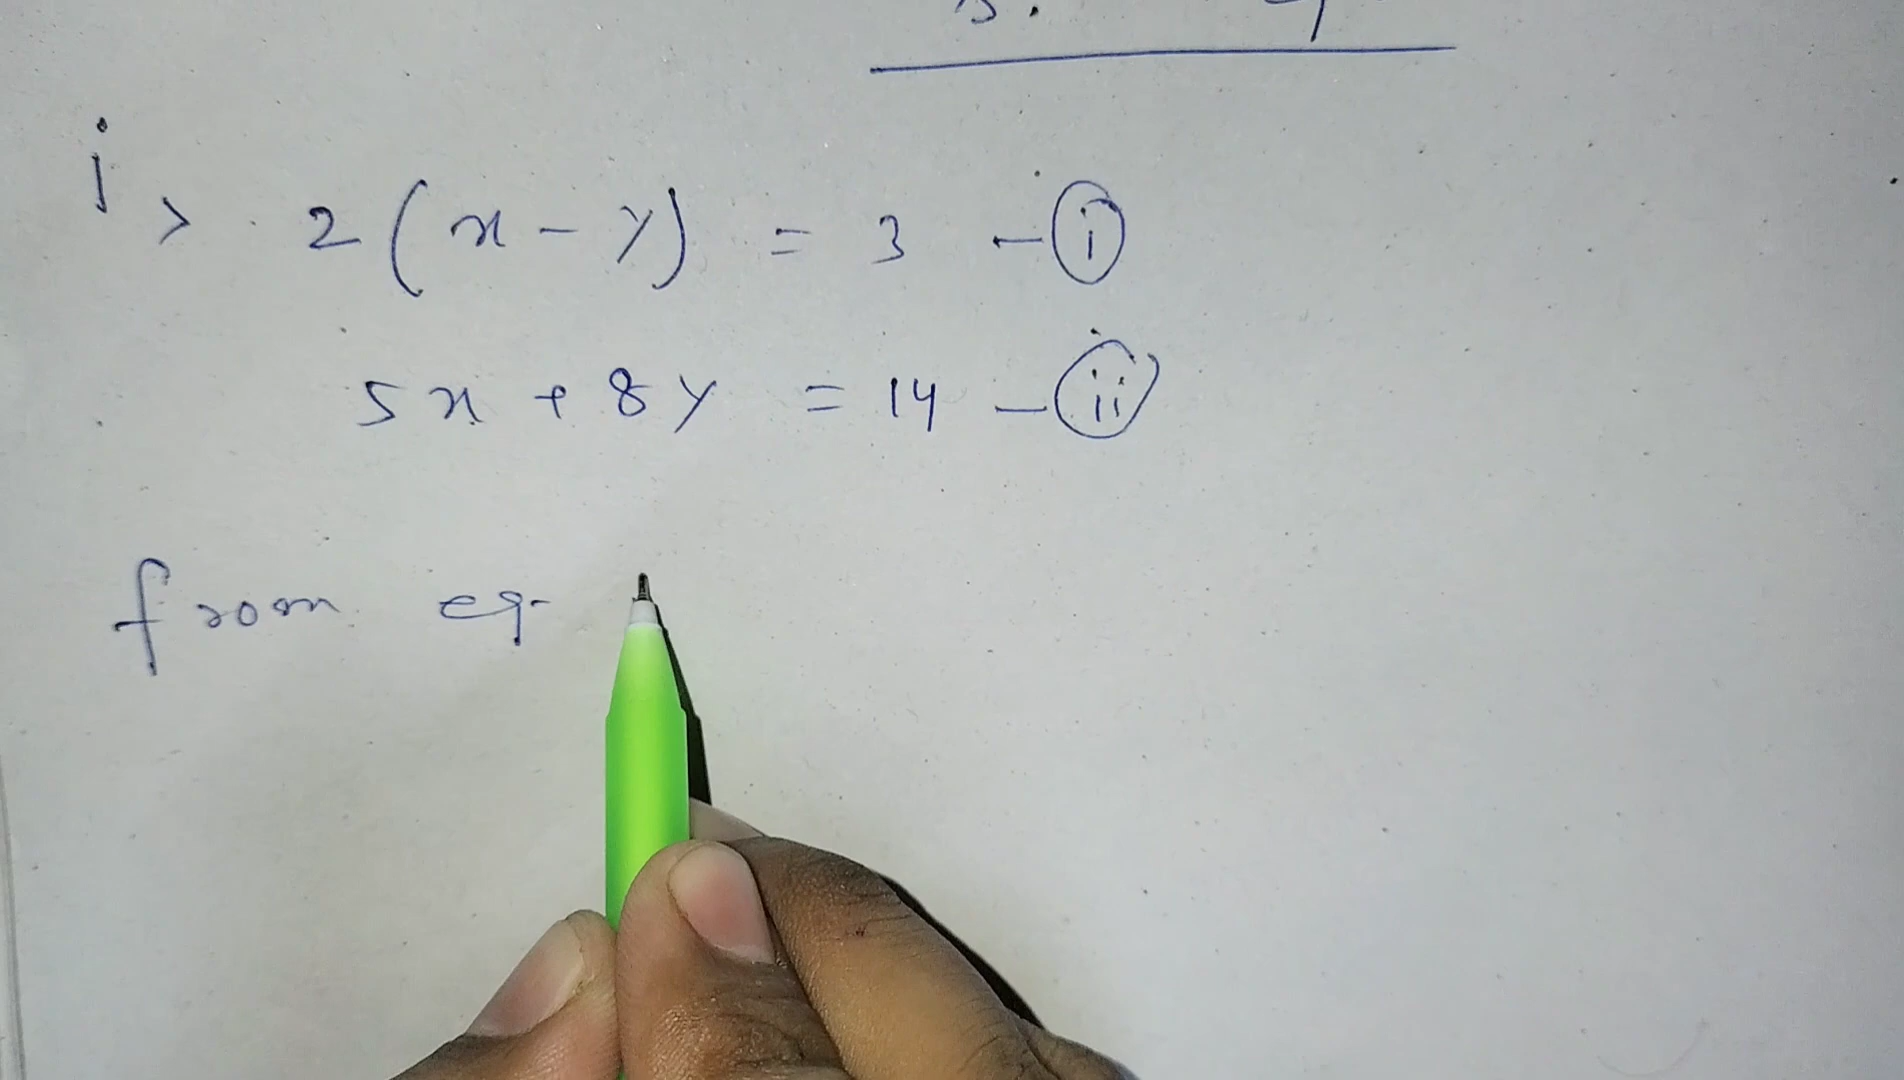 i> 2(x-y) = 3 -(i)
5x + 8y = 14 -(ii)
from eq-